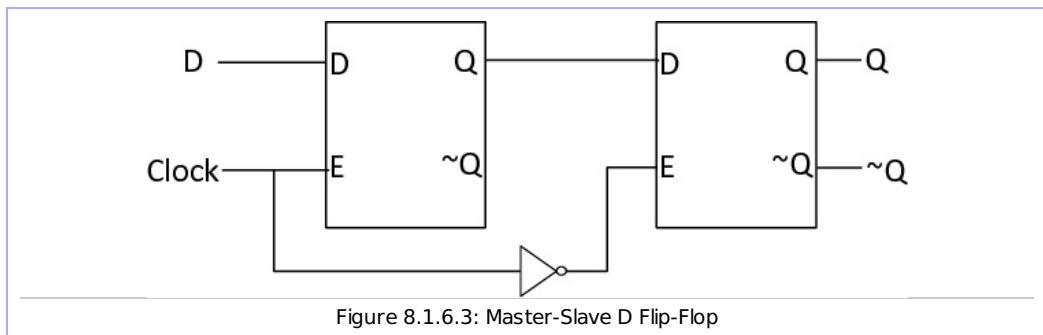 D D Q D Q Q
Clock E ~Q E ~Q ~Q
Figure 8.1.6.3: Master-Slave D Flip-Flop